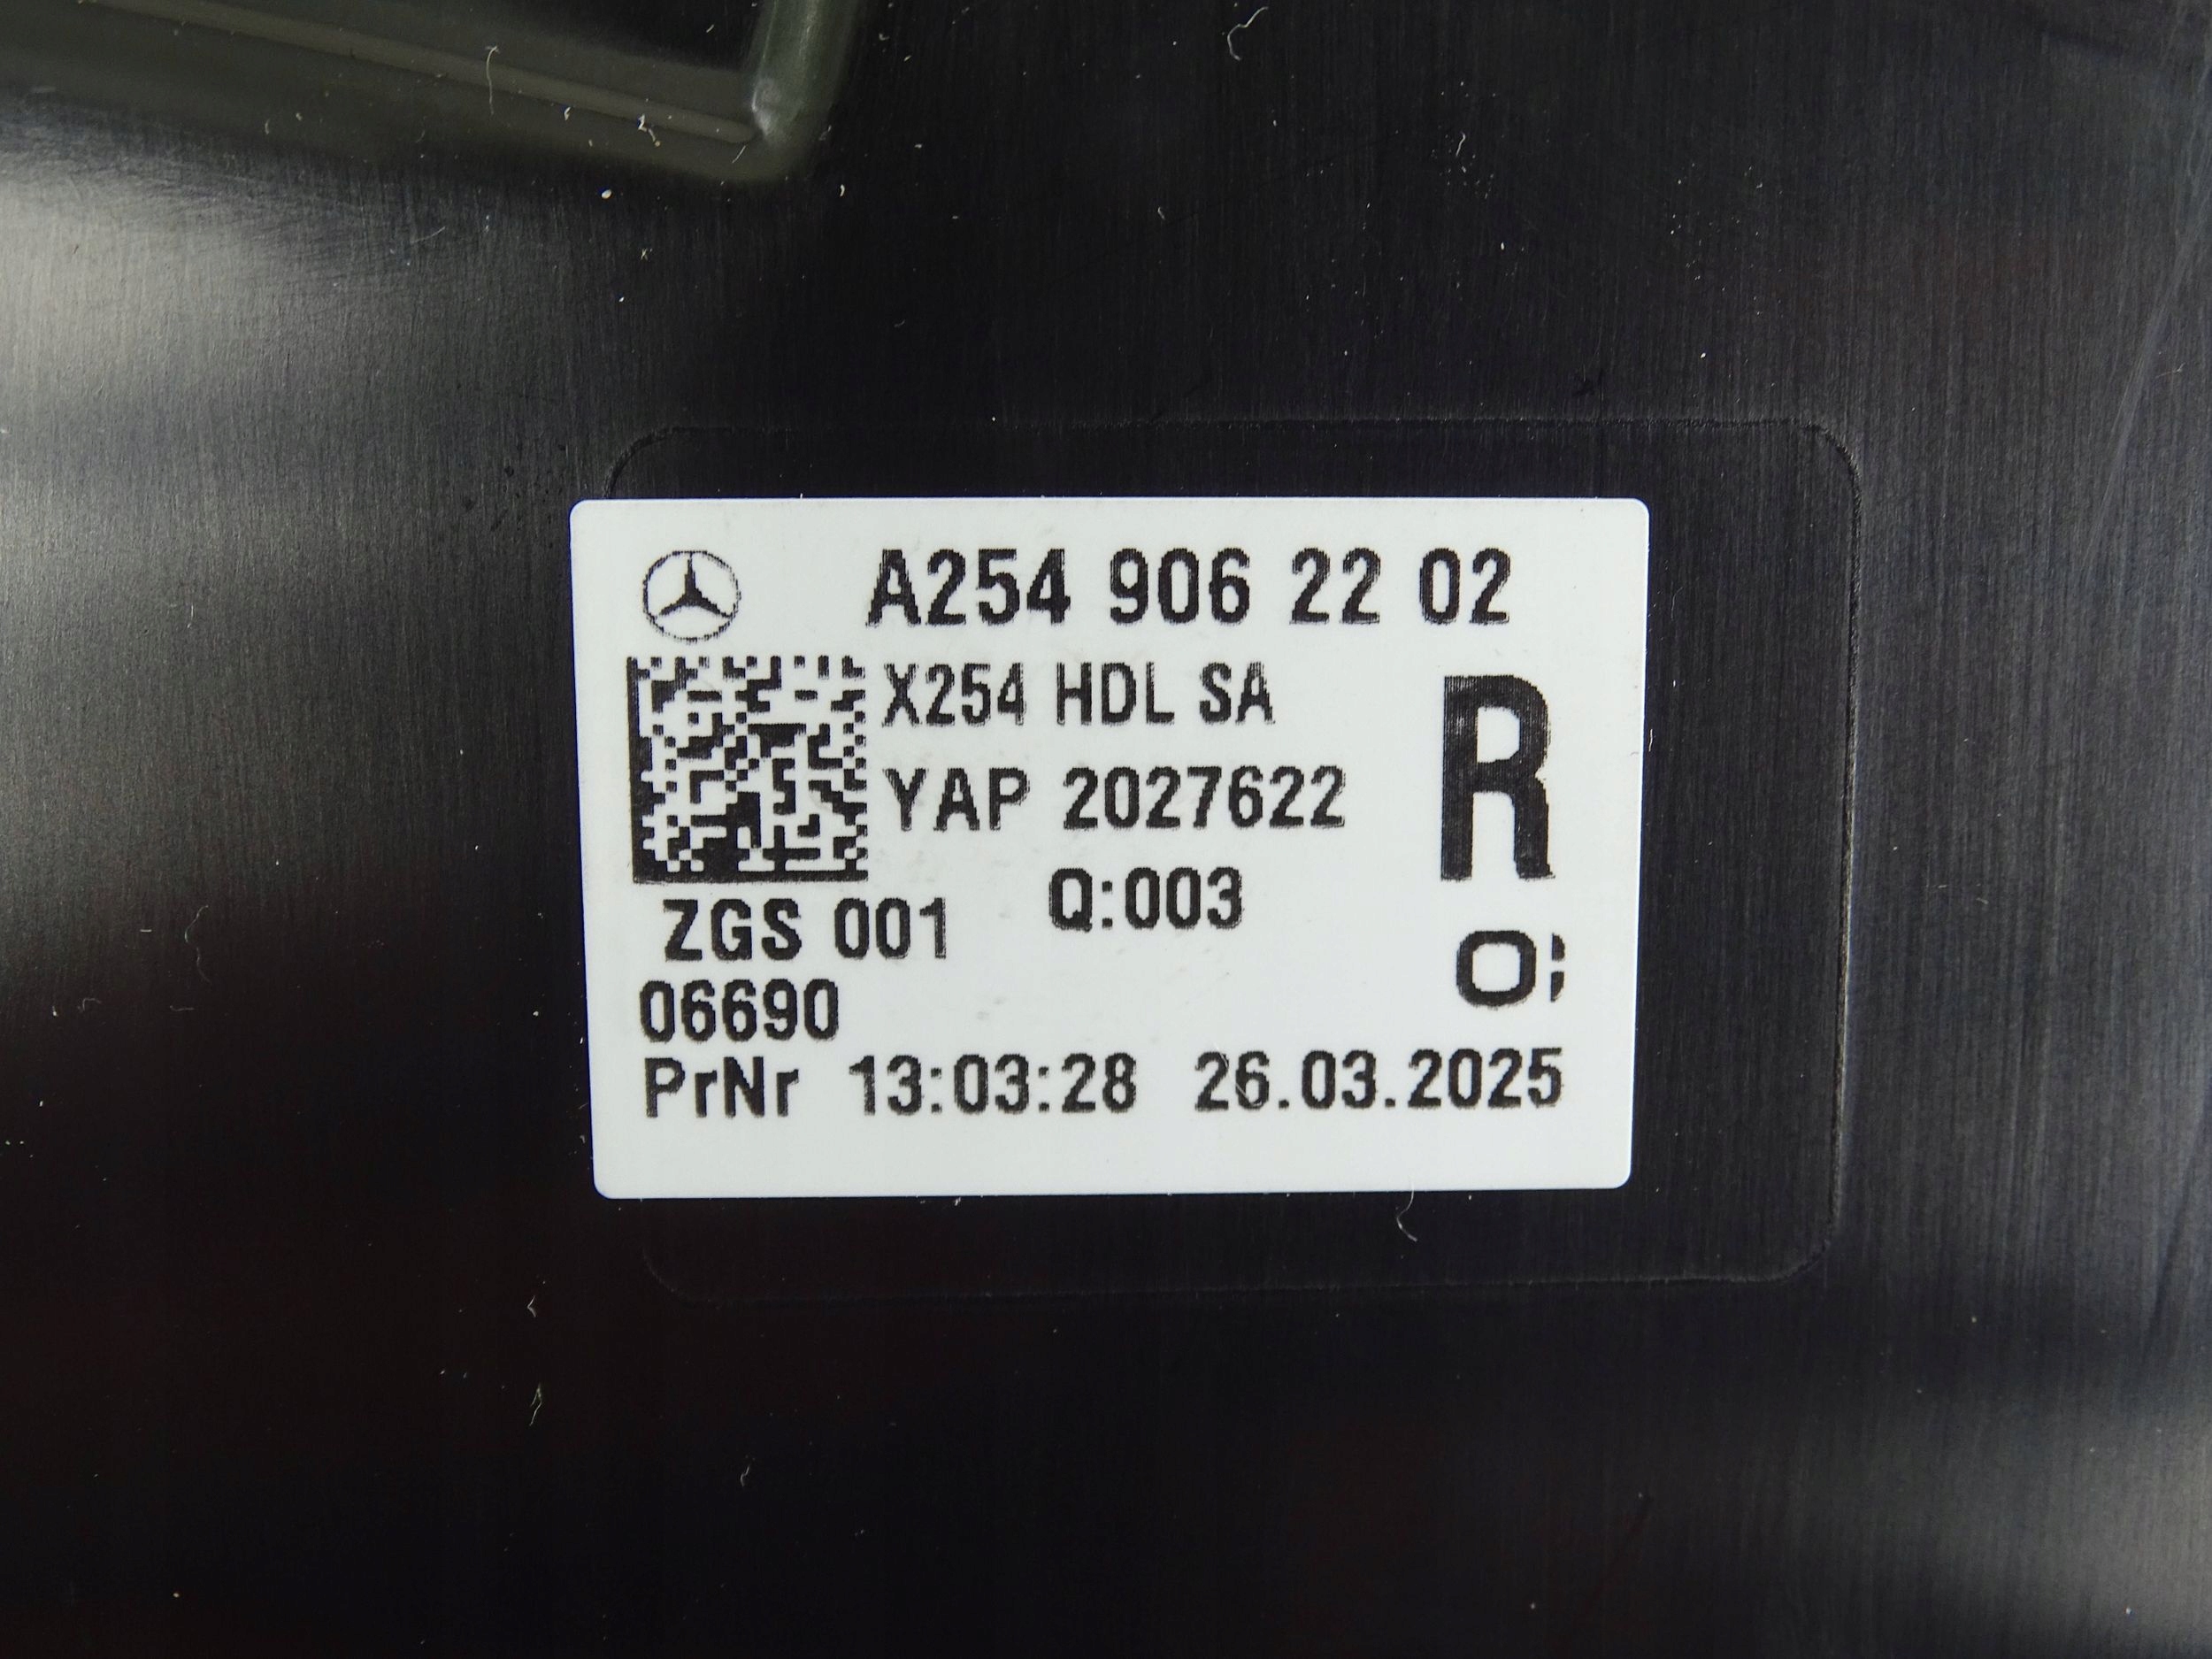 A254 906 22 02
X254 HDL SA
R
YAP 2027622
Q:003
ZGS 001
O;
06690
PrNr 13:03:28 26.03.2025